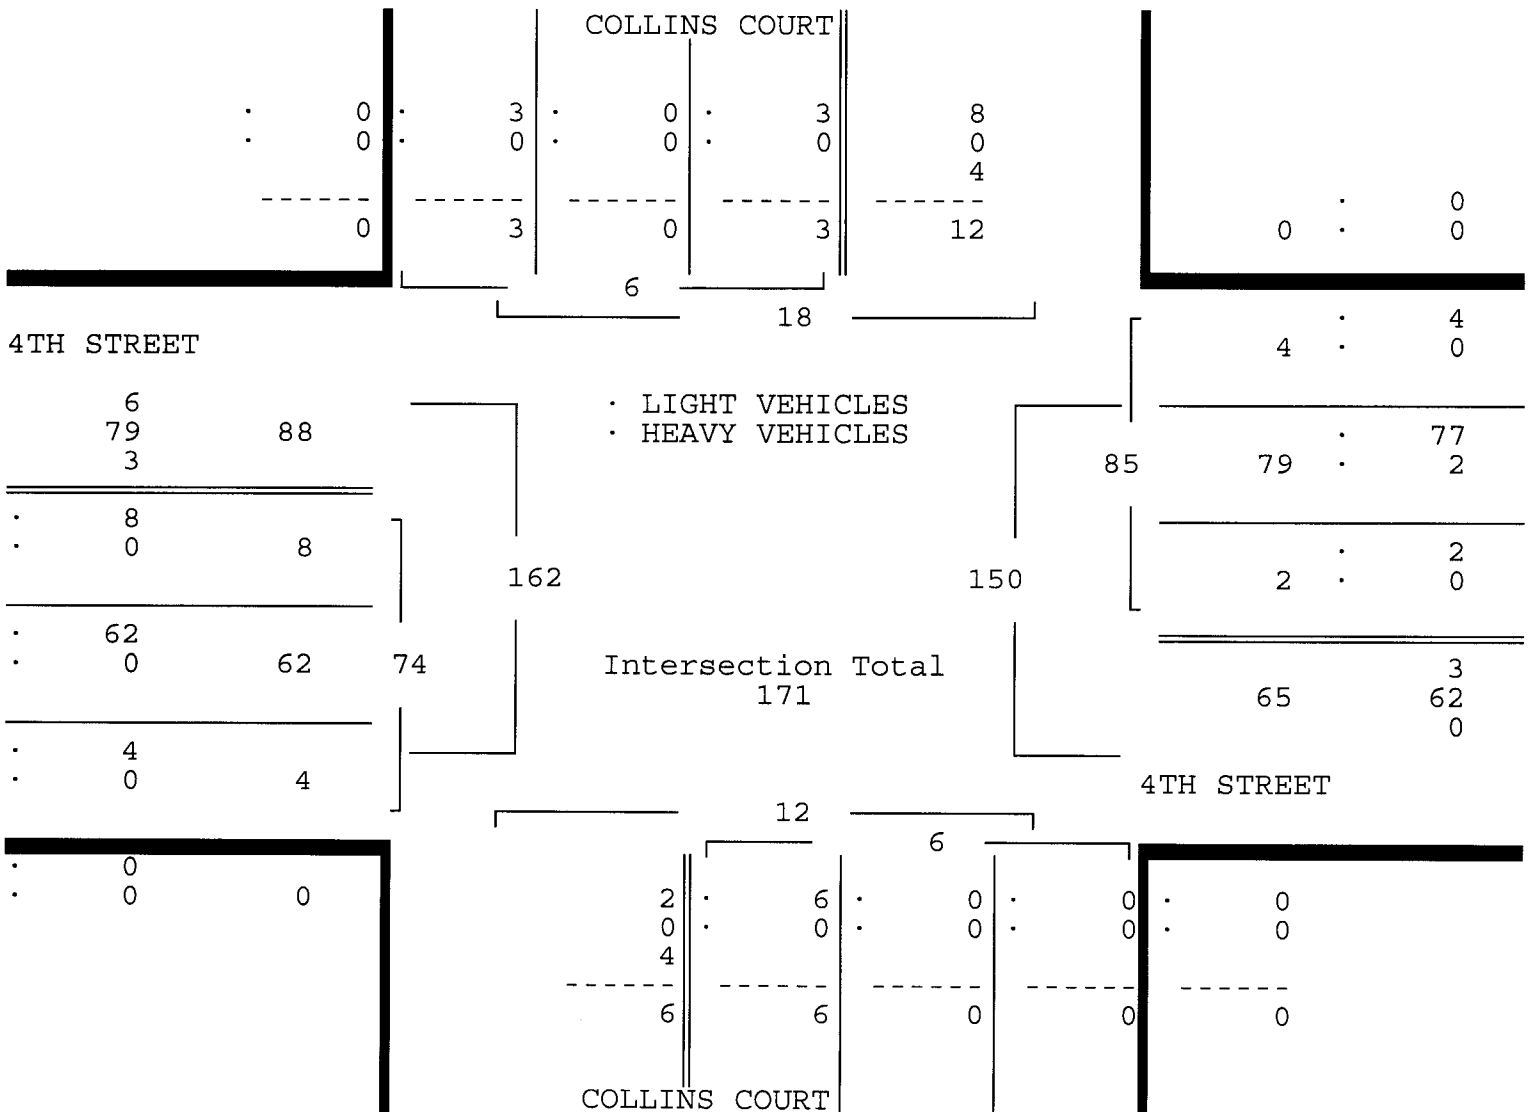 COLLINS COURT
· 0 · 3 · 0 · 3 8
· 0 · 0 · 0 · 0 0
4
------ ------ ------ ------ ------
0 3 0 3 12
· 0
0 · 0
6
18
4TH STREET
· 4
4 · 0
6
79 88
3
· LIGHT VEHICLES
· HEAVY VEHICLES
· 77
85 79 · 2
· 8
· 0 8
· 2
2 · 0
162
150
· 62
· 0 62 74
Intersection Total
171
3
65 62
0
· 4
· 0 4
4TH STREET
12
6
· 0
· 0 0
2 · 6 · 0 · 0 · 0
0 · 0 · 0 · 0 · 0
4
------ ------ ------ ------ ------
6 6 0 0 0
COLLINS COURT